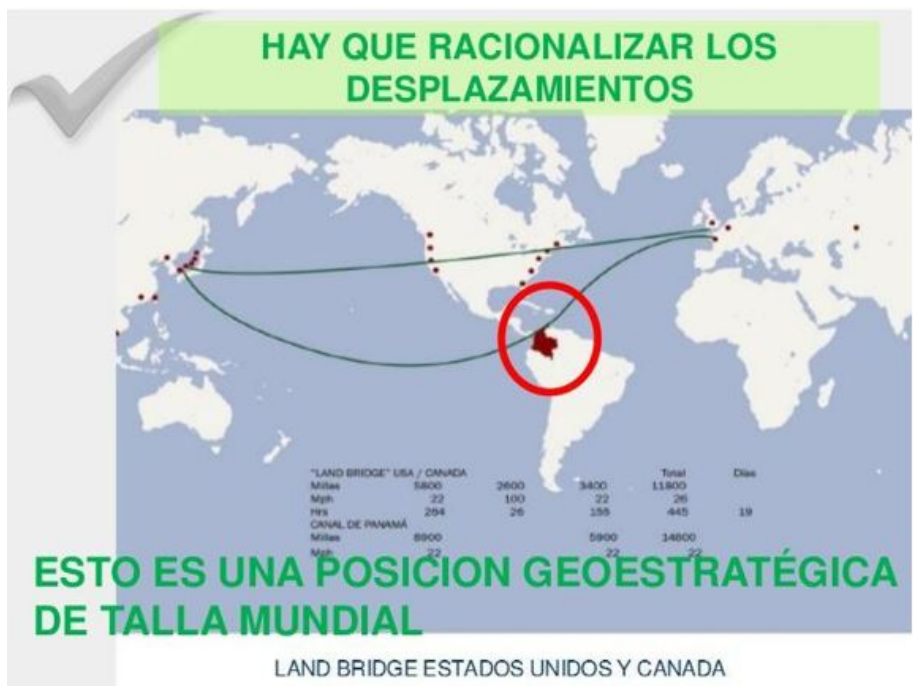 HAY QUE RACIONALIZAR LOS
DESPLAZAMIENTOS
"LAND BRIDGE" USA / CANADA Total Días
Millas 5800 2600 3400 11800
Mph 22 100 22 26
Hrs 264 26 155 445 19
CANAL DE PANAMÁ
Millas 8900 5900 14800
Mph 22 22 22
ESTO ES UNA POSICION GEOESTRATÉGICA
DE TALLA MUNDIAL
LAND BRIDGE ESTADOS UNIDOS Y CANADA